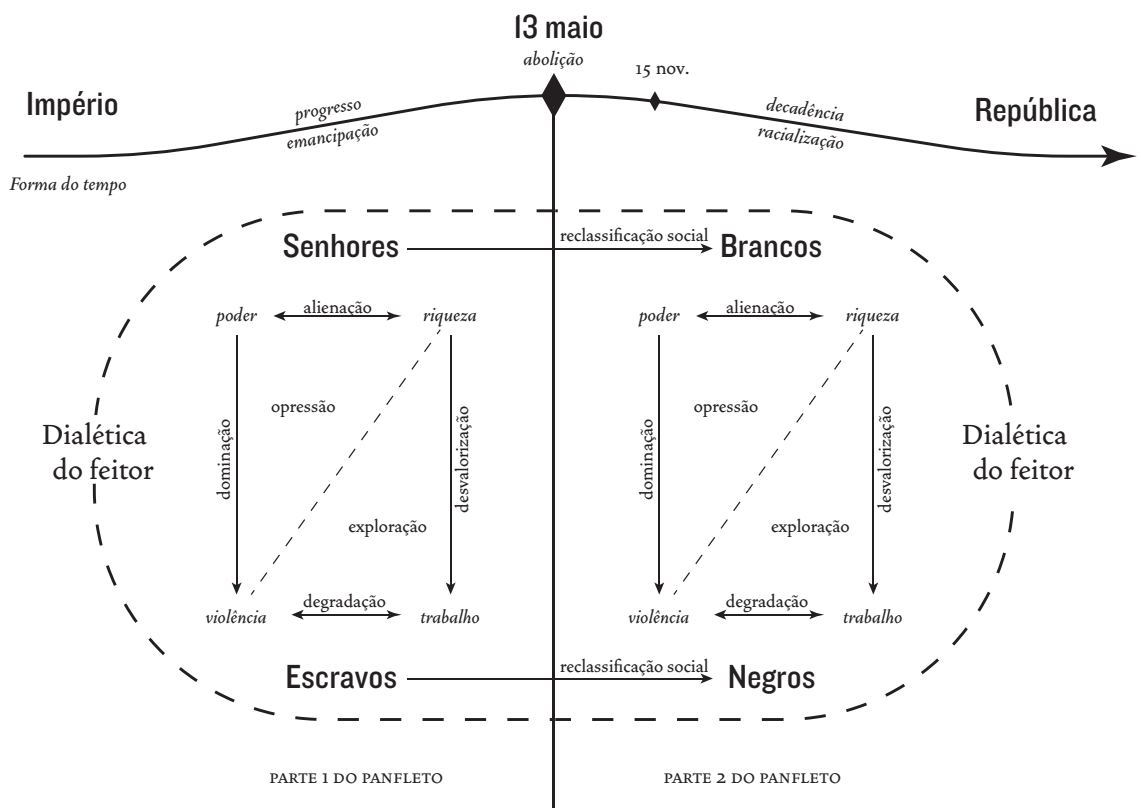 13 maio
abolição
15 nov.
Império
progresso
emancipação
decadência
racialização
República
Forma do tempo
Senhores
reclassificação social
Brancos
poder
alienação
riqueza
poder
alienação
riqueza
opressão
opressão
Dialética
do feitor
dominação
desvalorização
dominação
desvalorização
Dialética
do feitor
exploração
exploração
violência
degradação
trabalho
violência
degradação
trabalho
Escravos
reclassificação social
Negros
PARTE 1 DO PANFLETO
PARTE 2 DO PANFLETO